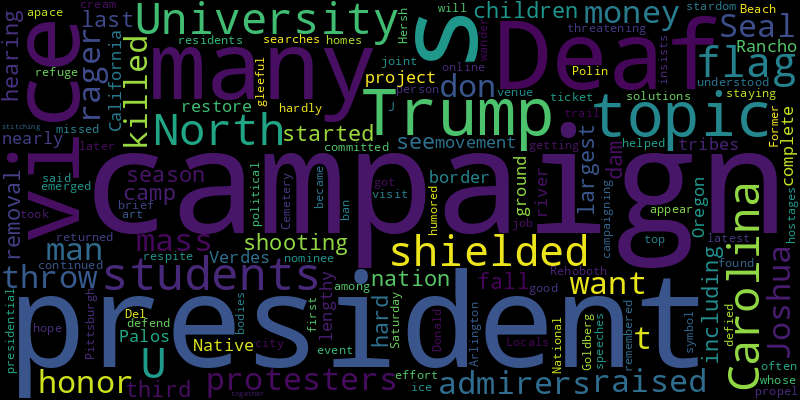 apace
last
University
cream
children
money
stardom
Beach
will
Seal
residents
searches
homes
Hersh
wander
threatening
Rancho
hearing
rager
California
killed
many
gleeful
S
Deaf
flag
refuge
restore
hardly
project
joint
person
online
don
Polin
insists
understood
venue
ticket
solutions
staying
Vice
North
started
Trump
J
topic
trail
stitching
missed
nearly
later
committed
see
movement
getting
helped
tribes
Former
complete
removal
said
emerged
campaign
season
camp
brief
art
took
political
Cemetery
became
ban
got
visit
humored
border
ground
river
job
campaigning
largest
dam
Oregon
appear
top
latest
hostages
Carolina
man
returned
continued
mass
respite
Verdes
shooting
nominee
shielded
nation
Rehoboth
good
found
including
defied
Joshua
throw
students
bodies
first
lengthy
among
hard
Saturday
fall
want
president
presidential
hope
Pittsburgh
Del
defend
Palos
Native
city
U
event
effort
ice
Donald
Arlington
Locals
National
Goldberg
speeches
remembered
t
symbol
often
whose
propel
honor
third
protesters
together
admirers
raised